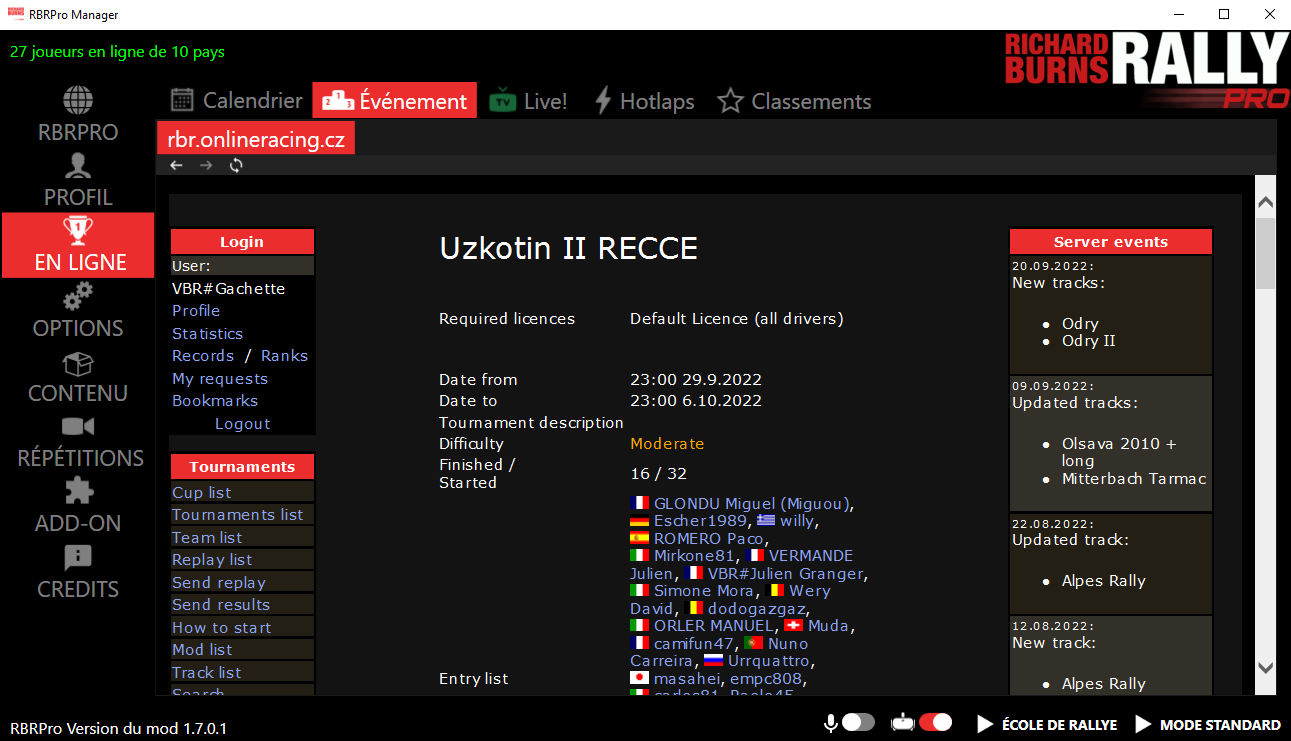 RBRPro Manager
27 joueurs en ligne de 10 pays
RICHARD BURNS RALLY PRO
RBRPRO
PROFIL
EN LIGNE
OPTIONS
CONTENU
RÉPÉTITIONS
ADD-ON
CREDITS
Calendrier
Événement
Live!
Hotlaps
Classements
rbr.onlineracing.cz
Login
User:
VBR#Gachette
Profile
Statistics
Records / Ranks
My requests
Bookmarks
Logout
Tournaments
Cup list
Tournaments list
Team list
Replay list
Send replay
Send results
How to start
Mod list
Track list
Search
Uzkotin II RECCE
Required licences Default Licence (all drivers)
Date from 23:00 29.9.2022
Date to 23:00 6.10.2022
Tournament description
Difficulty Moderate
Finished /
Started 16 / 32
Entry list
GLONDU Miguel (Miguou),
Escher1989, willy,
ROMERO Paco,
Mirkone81, VERMANDE
Julien, VBR#Julien Granger,
Simone Mora, Wery
David, dodogazgaz,
ORLER MANUEL, Muda,
camifun47, Nuno
Carreira, Urrquattro,
masahei, empc808,
carlos81, Paolo45
Server events
20.09.2022:
New tracks:
• Odry
• Odry II
09.09.2022:
Updated tracks:
• Olsava 2010 +
long
• Mitterbach Tarmac
22.08.2022:
Updated track:
• Alpes Rally
12.08.2022:
New track:
• Alpes Rally
RBRPro Version du mod 1.7.0.1
ÉCOLE DE RALLYE
MODE STANDARD